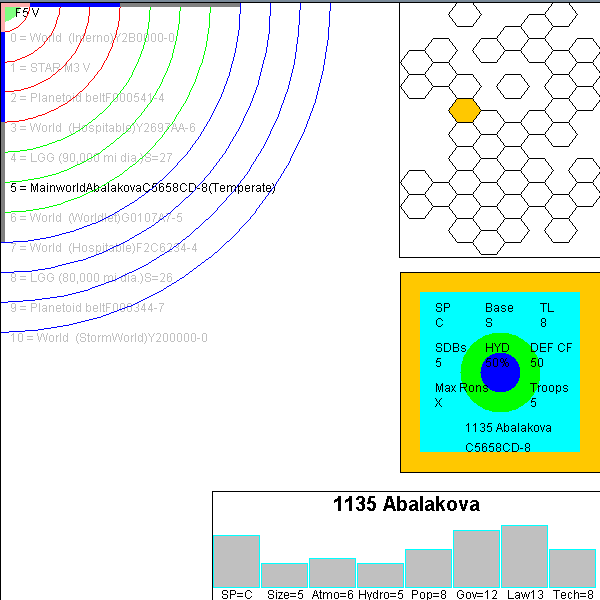 F5 V
0 = World  (Inferno)Y2B0000-0
1 = STAR M3 V
2 = Planetoid beltF000541-4
3 = World  (Hospitable)Y2697AA-6
4 = LGG (90,000 mi dia.)S=27
5 = MainworldAbalakovaC5658CD-8(Temperate)
6 = World  (Worldlet)G0107A7-5
7 = World  (Hospitable)F2C6234-4
8 = LGG (80,000 mi dia.)S=26
9 = Planetoid beltF008344-7
10 = World  (StormWorld)Y200000-0
SP Base TL
C S 8
SDBs HYD DEF CF
5 50% 50
Max Rons Troops
X 5
1135 Abalakova
C5658CD-8
1135 Abalakova
SP=C Size=5 Atmo=6 Hydro=5 Pop=8 Gov=12 Law13 Tech=8